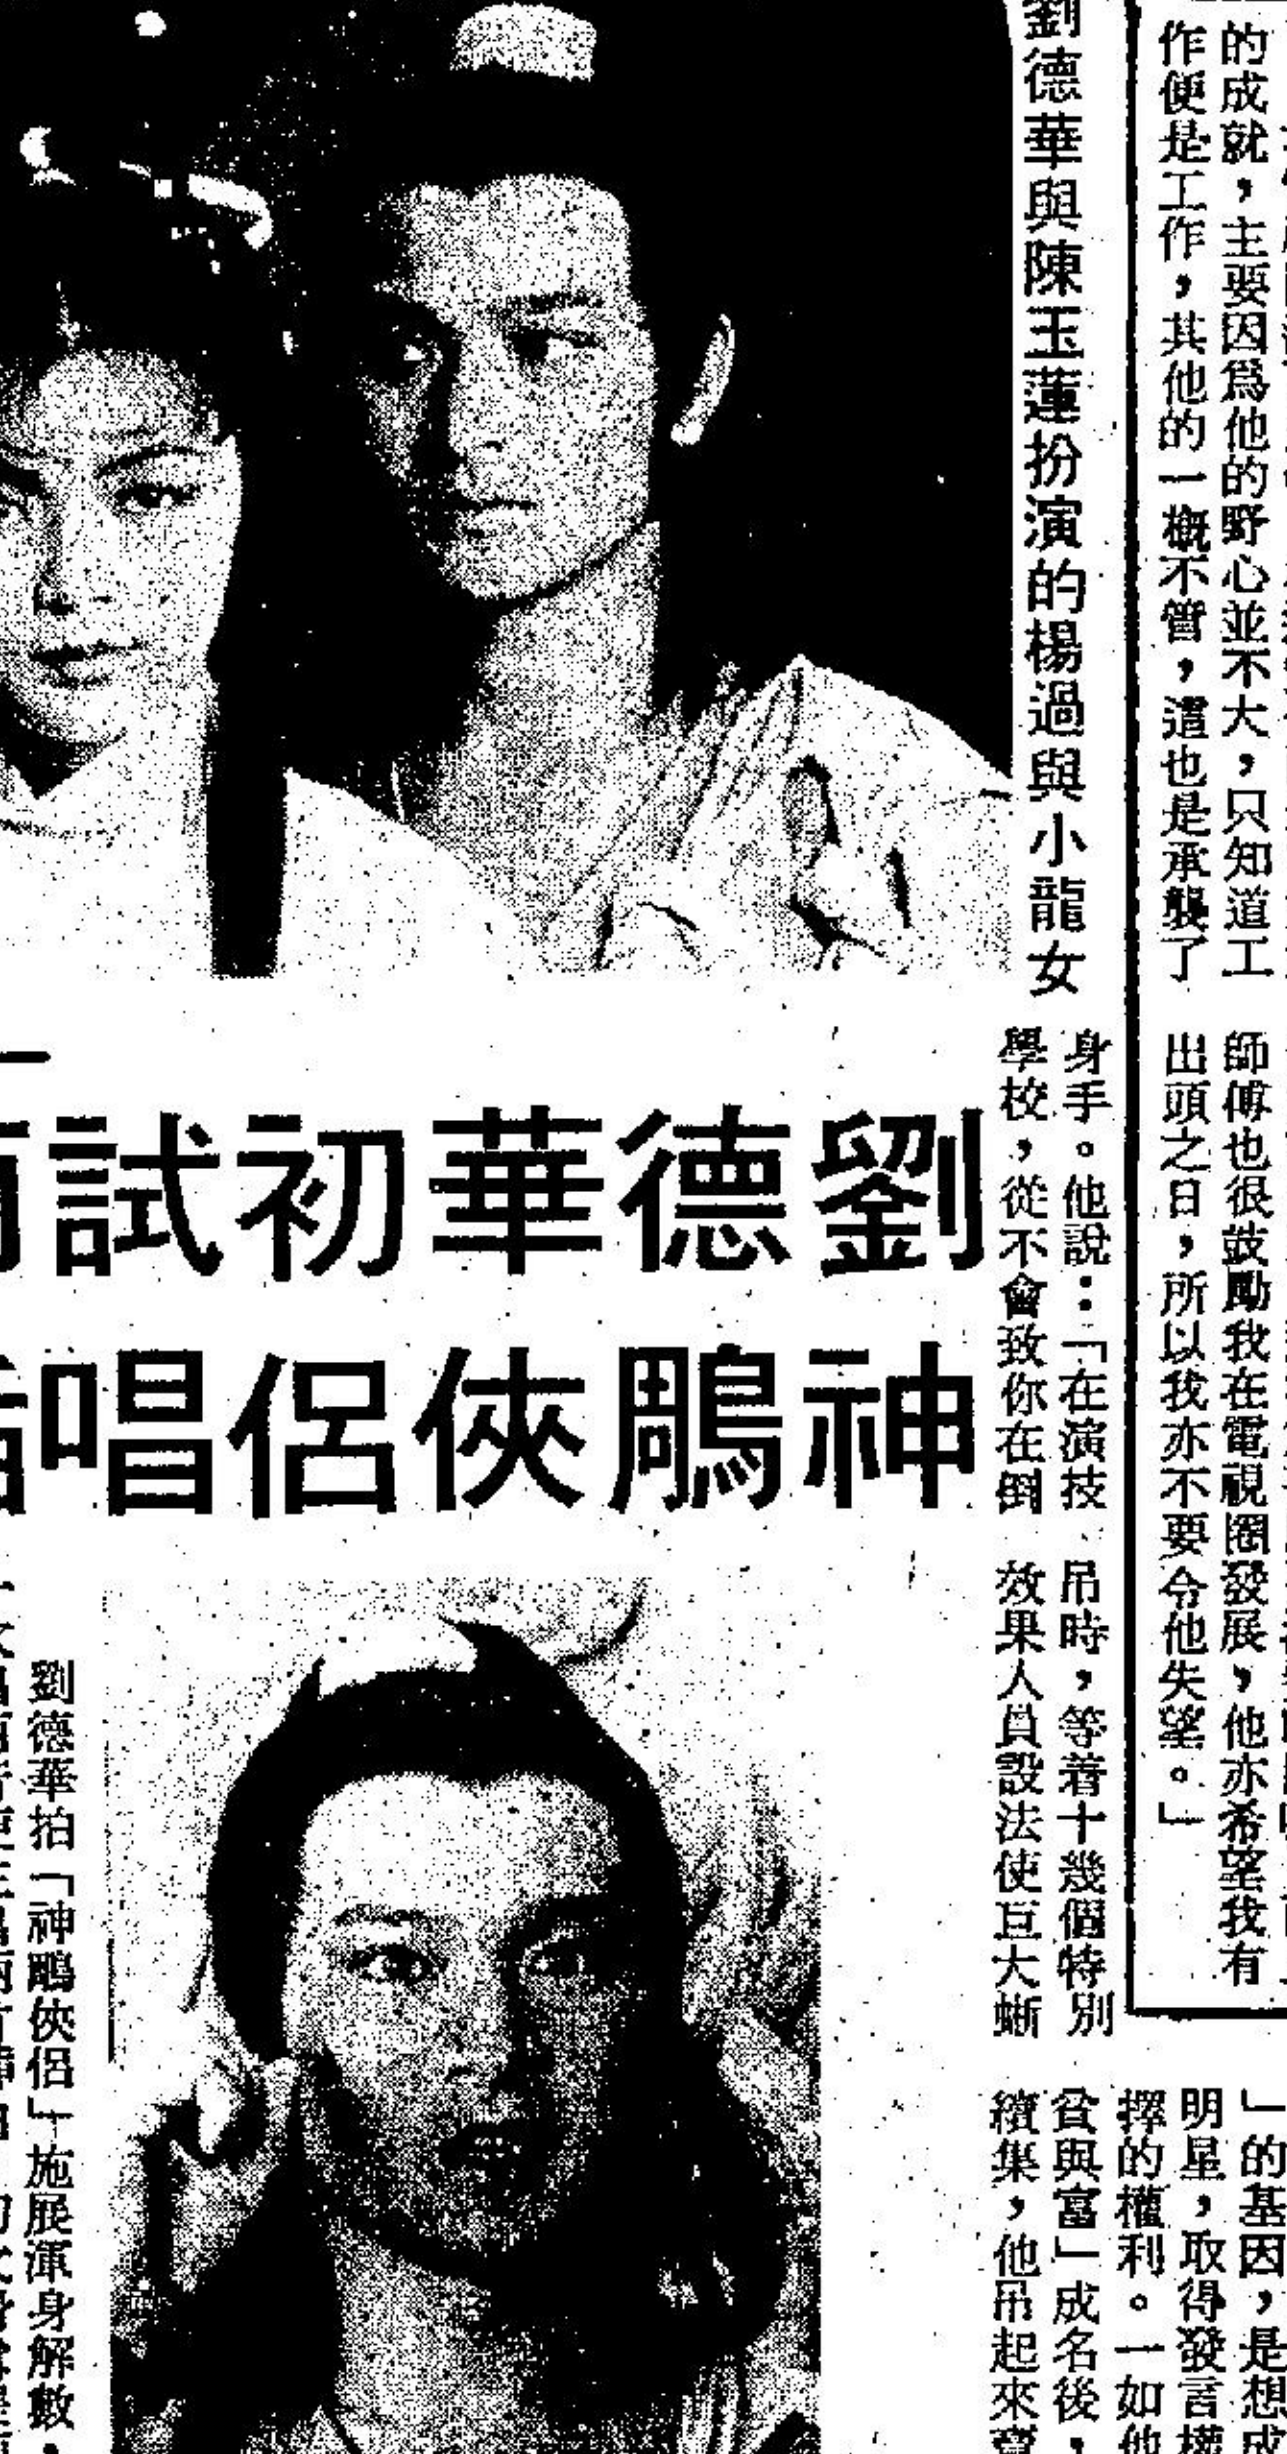 的成就，主要因爲他的野心並不大，只知道工
作便是工作，其他的一概不管，這也是承襲了
師傅也很鼓勵我在電視圈發展，他亦希望我有
出頭之日，所以我亦不要令他失望。」
劉德華與陳玉蓮扮演的楊過與小龍女
身手。他說：「在演技
學校，從不會教你在倒
吊時，等着十幾個特別
效果人員設法使巨大蜥
」的基因，是想成
明星，取得發言權
擇的權利。一如他
貧與富」成名後，
續集，他吊起來賣
劉德華初試
神鵰俠侶唱
劉德華拍「神鵰俠侶」施展渾身解數，